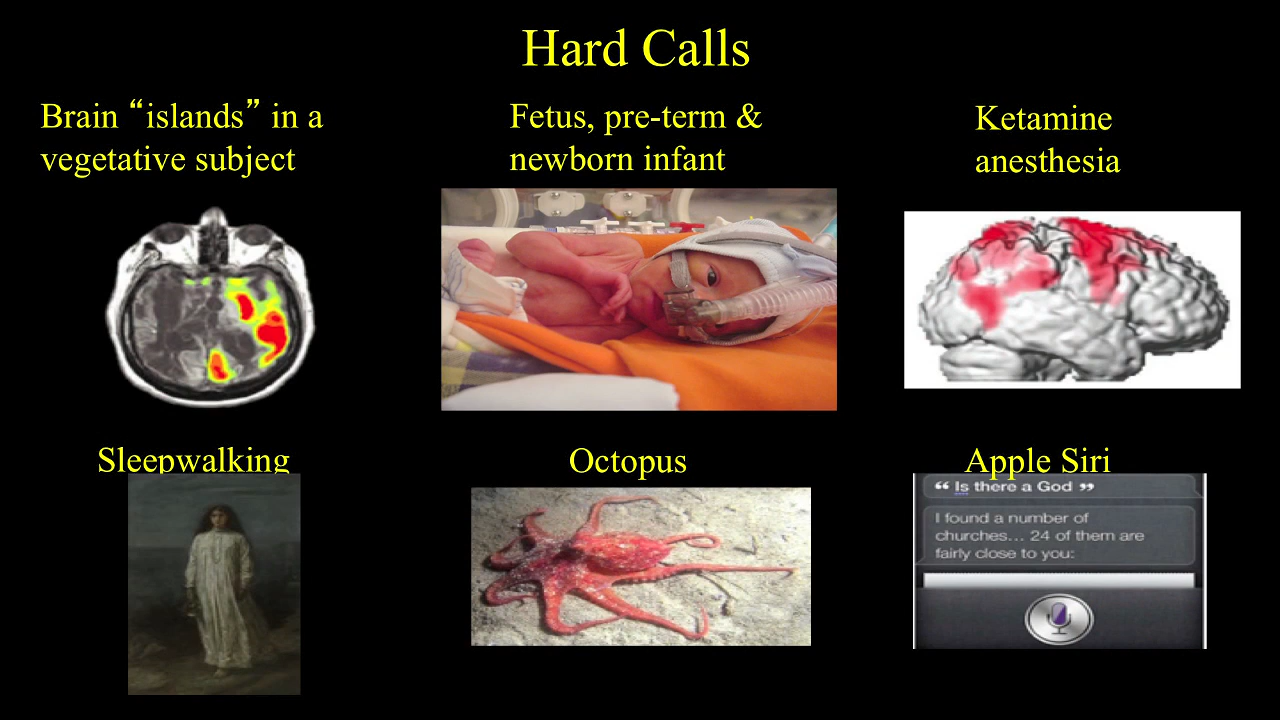 Hard Calls
Brain “islands” in a
vegetative subject
Fetus, pre-term &
newborn infant
Ketamine
anesthesia
Sleepwalking
Octopus
Apple Siri
“ Is there a God ”
I found a number of
churches... 24 of them are
fairly close to you: